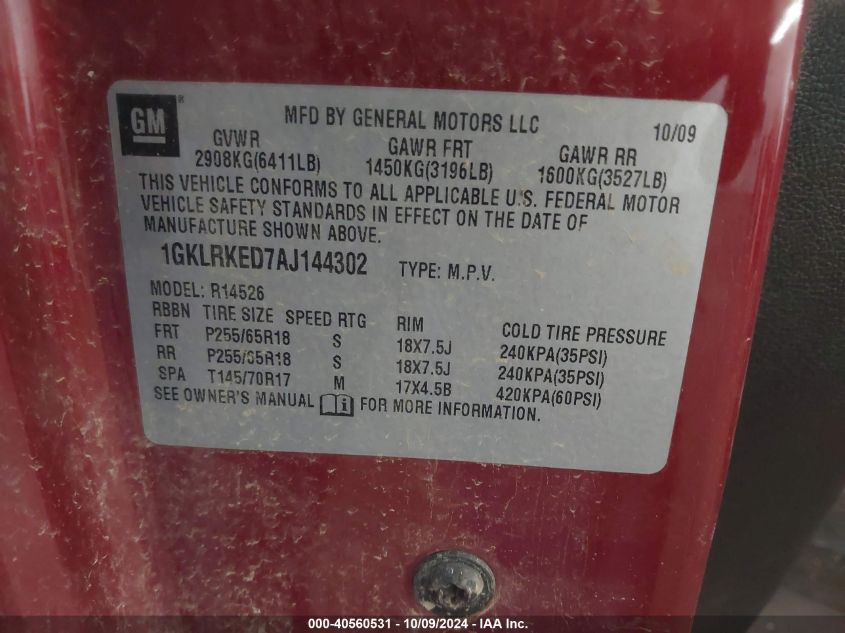 GM ®
MFD BY GENERAL MOTORS LLC 10/09
GVWR GAWR FRT GAWR RR
2908KG(6411LB) 1450KG(3196LB) 1600KG(3527LB)
THIS VEHICLE CONFORMS TO ALL APPLICABLE U.S. FEDERAL MOTOR
VEHICLE SAFETY STANDARDS IN EFFECT ON THE DATE OF
MANUFACTURE SHOWN ABOVE.
1GKLRKED7AJ144302 TYPE: M.P.V.
MODEL: R14526
RBBN TIRE SIZE SPEED RTG RIM COLD TIRE PRESSURE
FRT P255/65R18 S 18X7.5J 240KPA(35PSI)
RR P255/65R18 S 18X7.5J 240KPA(35PSI)
SPA T145/70R17 M 17X4.5B 420KPA(60PSI)
SEE OWNER'S MANUAL i FOR MORE INFORMATION.
000-40560531 - 10/09/2024 - IAA Inc.